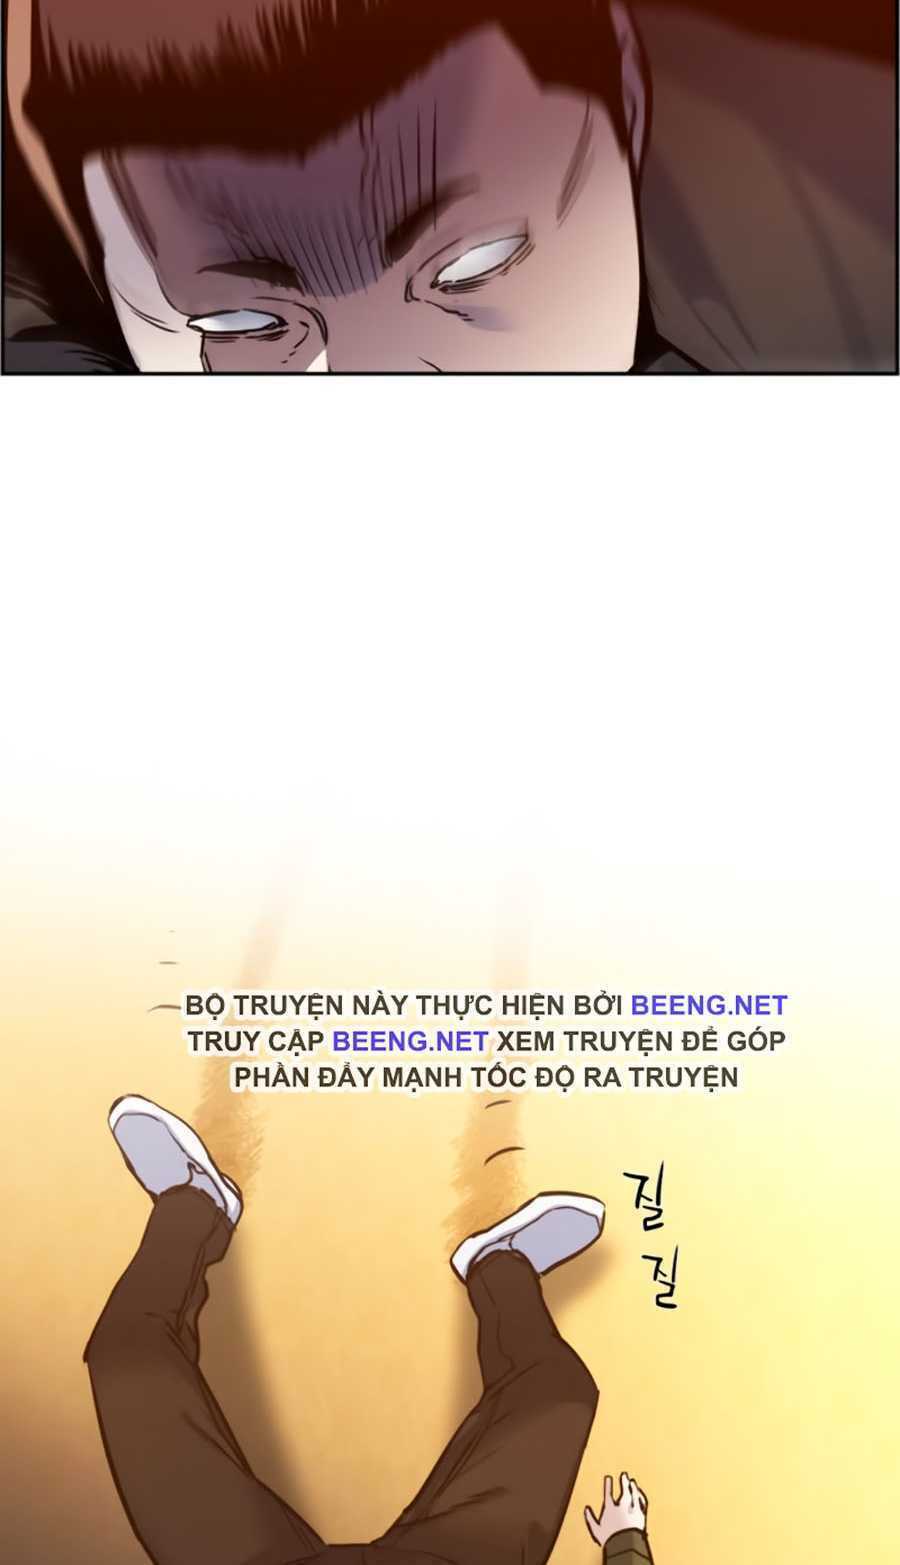 BỘ TRUYỆN NÀY THỰC HIỆN BỞI BEENG.NET
TRUY CẬP BEENG.NET XEM TRUYỆN ĐỂ GÓP
PHẦN ĐẨY MẠNH TỐC ĐỘ RA TRUYỆN
질
질